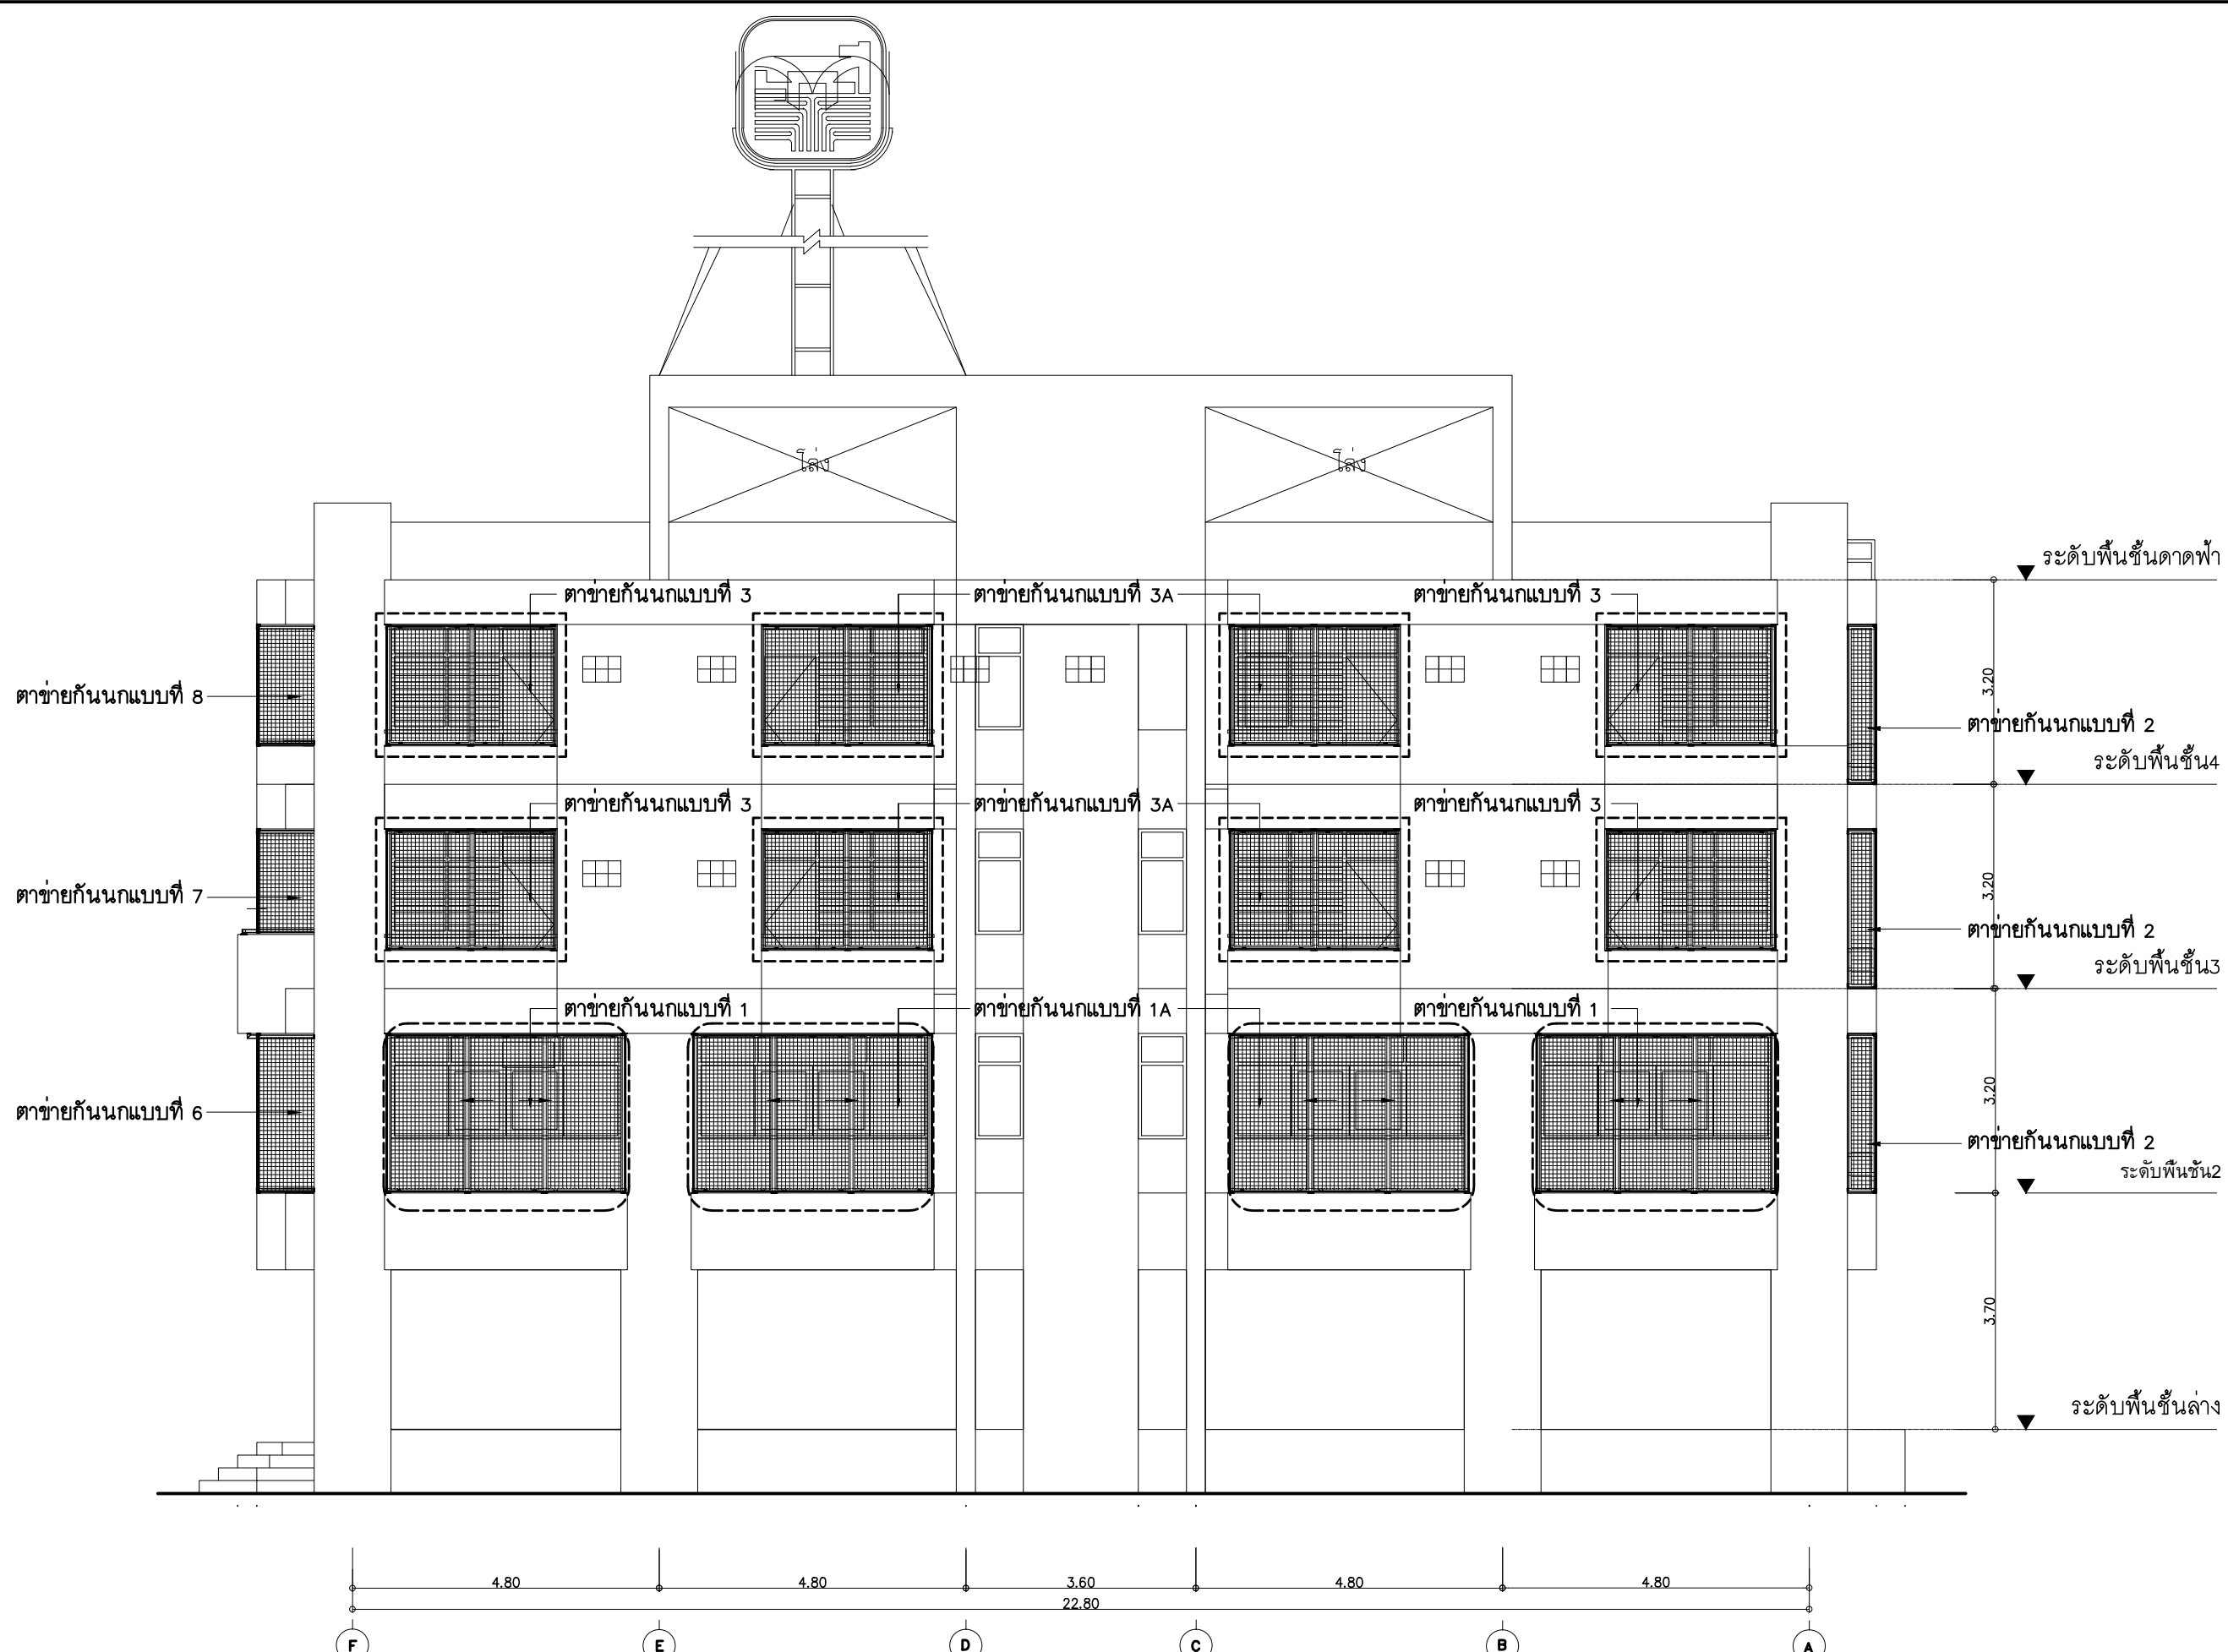 โล่ง
โล่ง
ระดับพื้นชั้นดาดฟ้า
ตาข่ายกันนกแบบที่ 3
ตาข่ายกันนกแบบที่ 3A
ตาข่ายกันนกแบบที่ 3
3.20
ตาข่ายกันนกแบบที่ 8
ตาข่ายกันนกแบบที่ 2
ระดับพื้นชั้น4
ตาข่ายกันนกแบบที่ 3
ตาข่ายกันนกแบบที่ 3A
ตาข่ายกันนกแบบที่ 3
3.20
ตาข่ายกันนกแบบที่ 7
ตาข่ายกันนกแบบที่ 2
ระดับพื้นชั้น3
ตาข่ายกันนกแบบที่ 1
ตาข่ายกันนกแบบที่ 1A
ตาข่ายกันนกแบบที่ 1
3.20
ตาข่ายกันนกแบบที่ 6
ตาข่ายกันนกแบบที่ 2
ระดับพื้นชั้น2
3.70
ระดับพื้นชั้นล่าง
4.80 4.80 3.60 4.80 4.80
22.80
F E D C B A